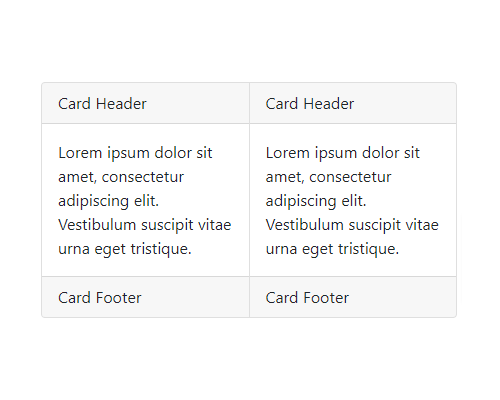 Card Header
Lorem ipsum dolor sit
amet, consectetur
adipiscing elit.
Vestibulum suscipit vitae
urna eget tristique.
Card Footer
Card Header
Lorem ipsum dolor sit
amet, consectetur
adipiscing elit.
Vestibulum suscipit vitae
urna eget tristique.
Card Footer